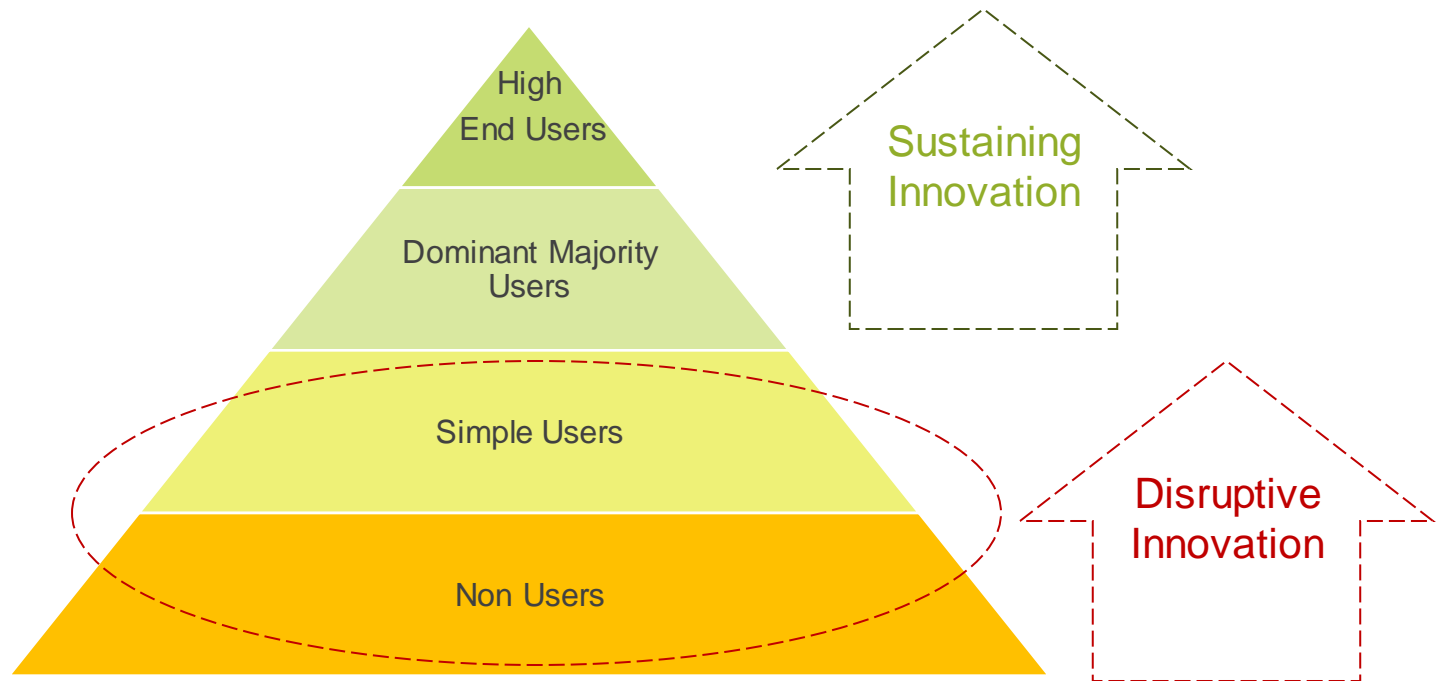 High
End Users
Sustaining
Innovation
Dominant Majority
Users
Simple Users
Disruptive
Innovation
Non Users